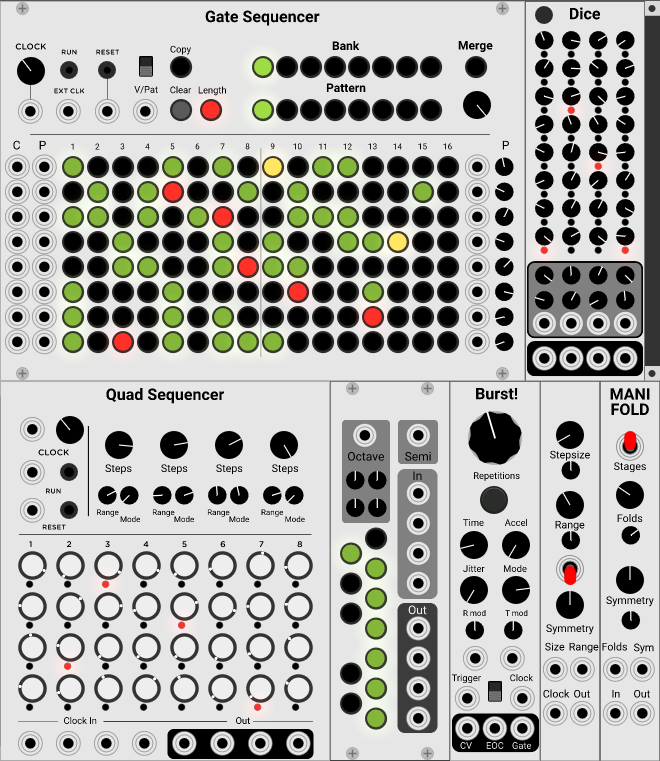 Gate Sequencer
CLOCK RUN RESET Copy Bank Merge
EXT CLK V/Pat Clear Length Pattern
C P 1 2 3 4 5 6 7 8 9 10 11 12 13 14 15 16 P
Dice
Quad Sequencer
CLOCK Steps Steps Steps Steps
RUN Range Mode Range Mode Range Mode Range Mode
RESET
1 2 3 4 5 6 7 8
Clock In Out
Octave Semi
In
Out
Burst!
Repetitions
Time Accel
Jitter Mode
R mod T mod
Trigger Clock
CV EOC Gate
Stepsize
Range
Symmetry
Size Range
Clock Out
MANI
FOLD
Stages
Folds
Symmetry
Folds Sym
In Out